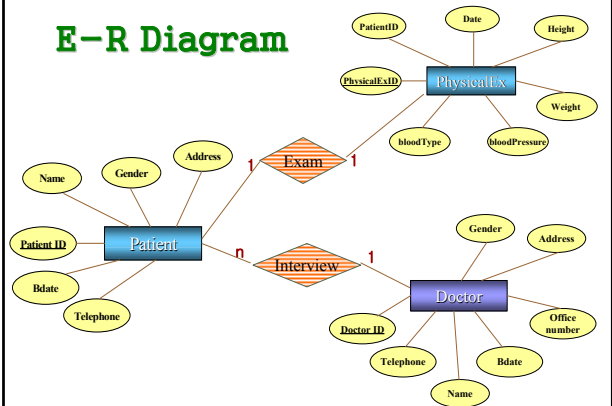 E-R Diagram
PatientID
Date
Height
PhysicalExID
PhysicalEx
Weight
bloodType
bloodPressure
1
Exam
1
Name
Gender
Address
Patient ID
Patient
Bdate
Telephone
n
Interview
1
Gender
Address
Doctor
Doctor ID
Office
number
Telephone
Bdate
Name